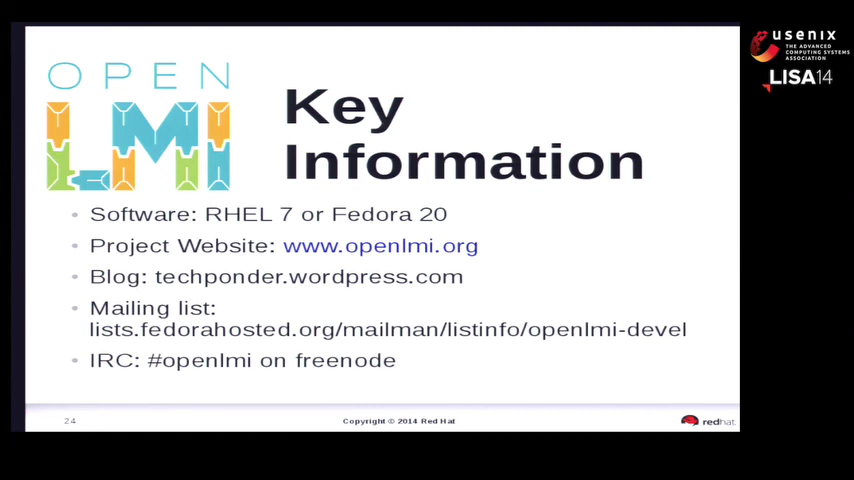 OPEN
LMI
Key
Information
• Software: RHEL 7 or Fedora 20
• Project Website: www.openlmi.org
• Blog: techponder.wordpress.com
• Mailing list:
lists.fedorahosted.org/mailman/listinfo/openlmi-devel
• IRC: #openlmi on freenode
24
Copyright © 2014 Red Hat
redhat.
usenix
THE ADVANCED
COMPUTING SYSTEMS
ASSOCIATION
LISA14